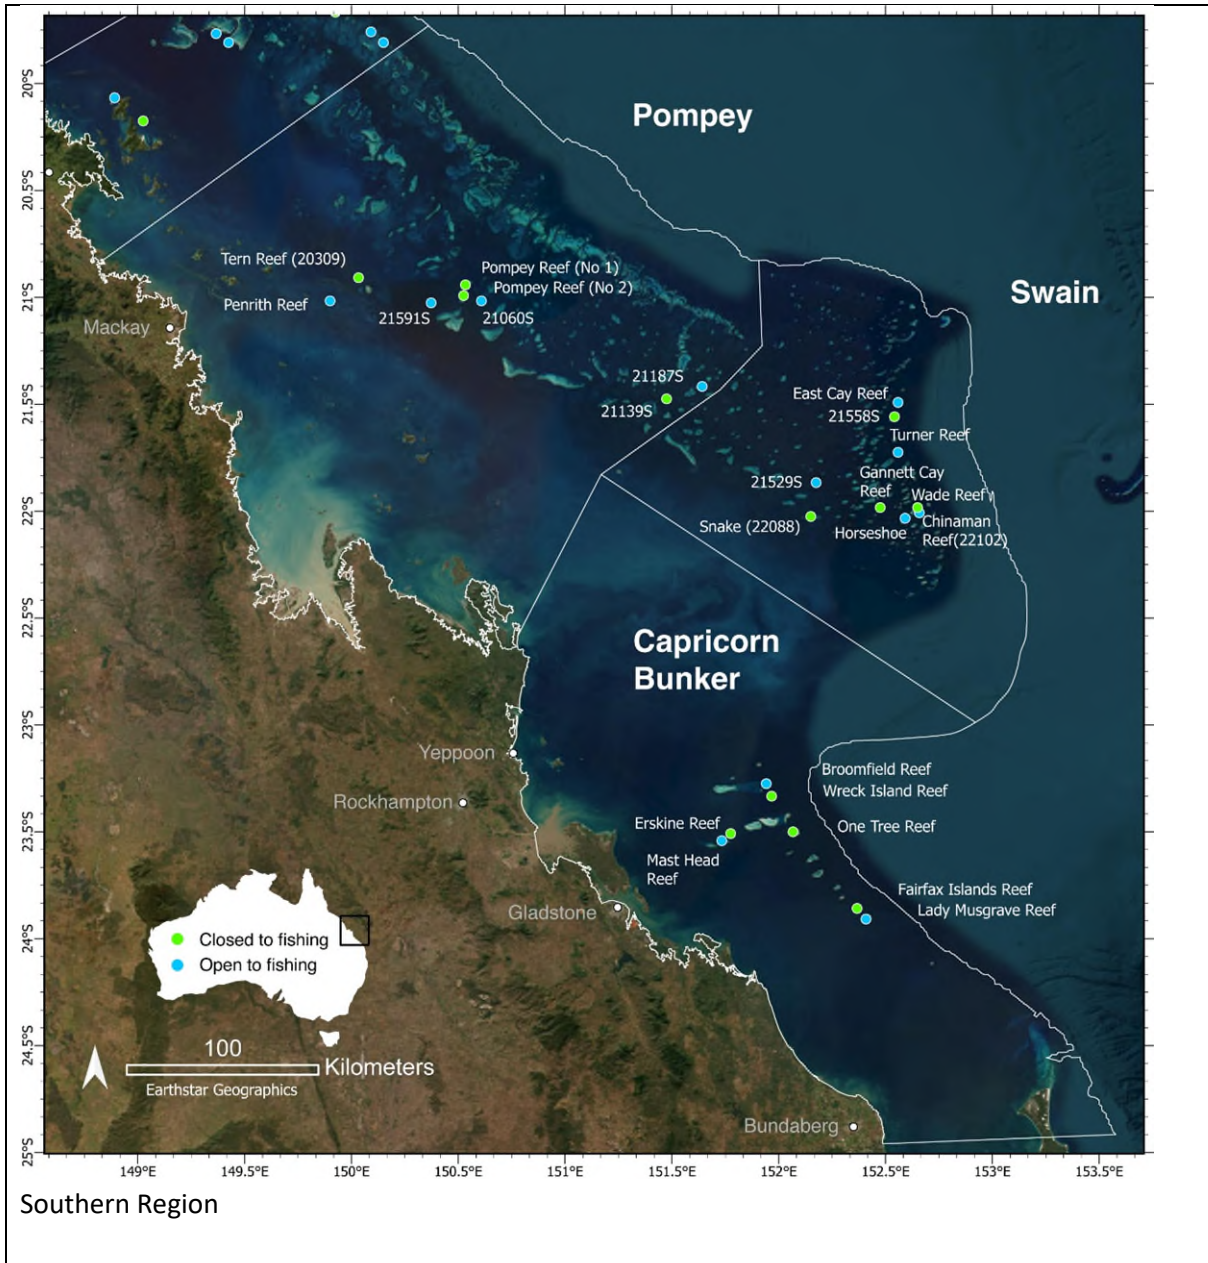 Pompey
Swain
Tern Reef (20309)
Pompey Reef (No 1)
Pompey Reef (No 2)
Penrith Reef
21591S
21060S
Mackay
21187S
21139S
East Cay Reef
21558S
Turner Reef
Gannett Cay
Reef
Wade Reef
21529S
Snake (22088)
Horseshoe
Chinaman
Reef(22102)
Capricorn
Bunker
Yeppoon
Rockhampton
Broomfield Reef
Wreck Island Reef
Erskine Reef
One Tree Reef
Mast Head
Reef
Fairfax Islands Reef
Lady Musgrave Reef
Gladstone
Closed to fishing
Open to fishing
100
Kilometers
Earthstar Geographics
Bundaberg
20°S
20.5°S
21°S
21.5°S
22°S
22.5°S
23°S
23.5°S
24°S
24.5°S
25°S
149°E
149.5°E
150°E
150.5°E
151°E
151.5°E
152°E
152.5°E
153°E
153.5°E
Southern Region